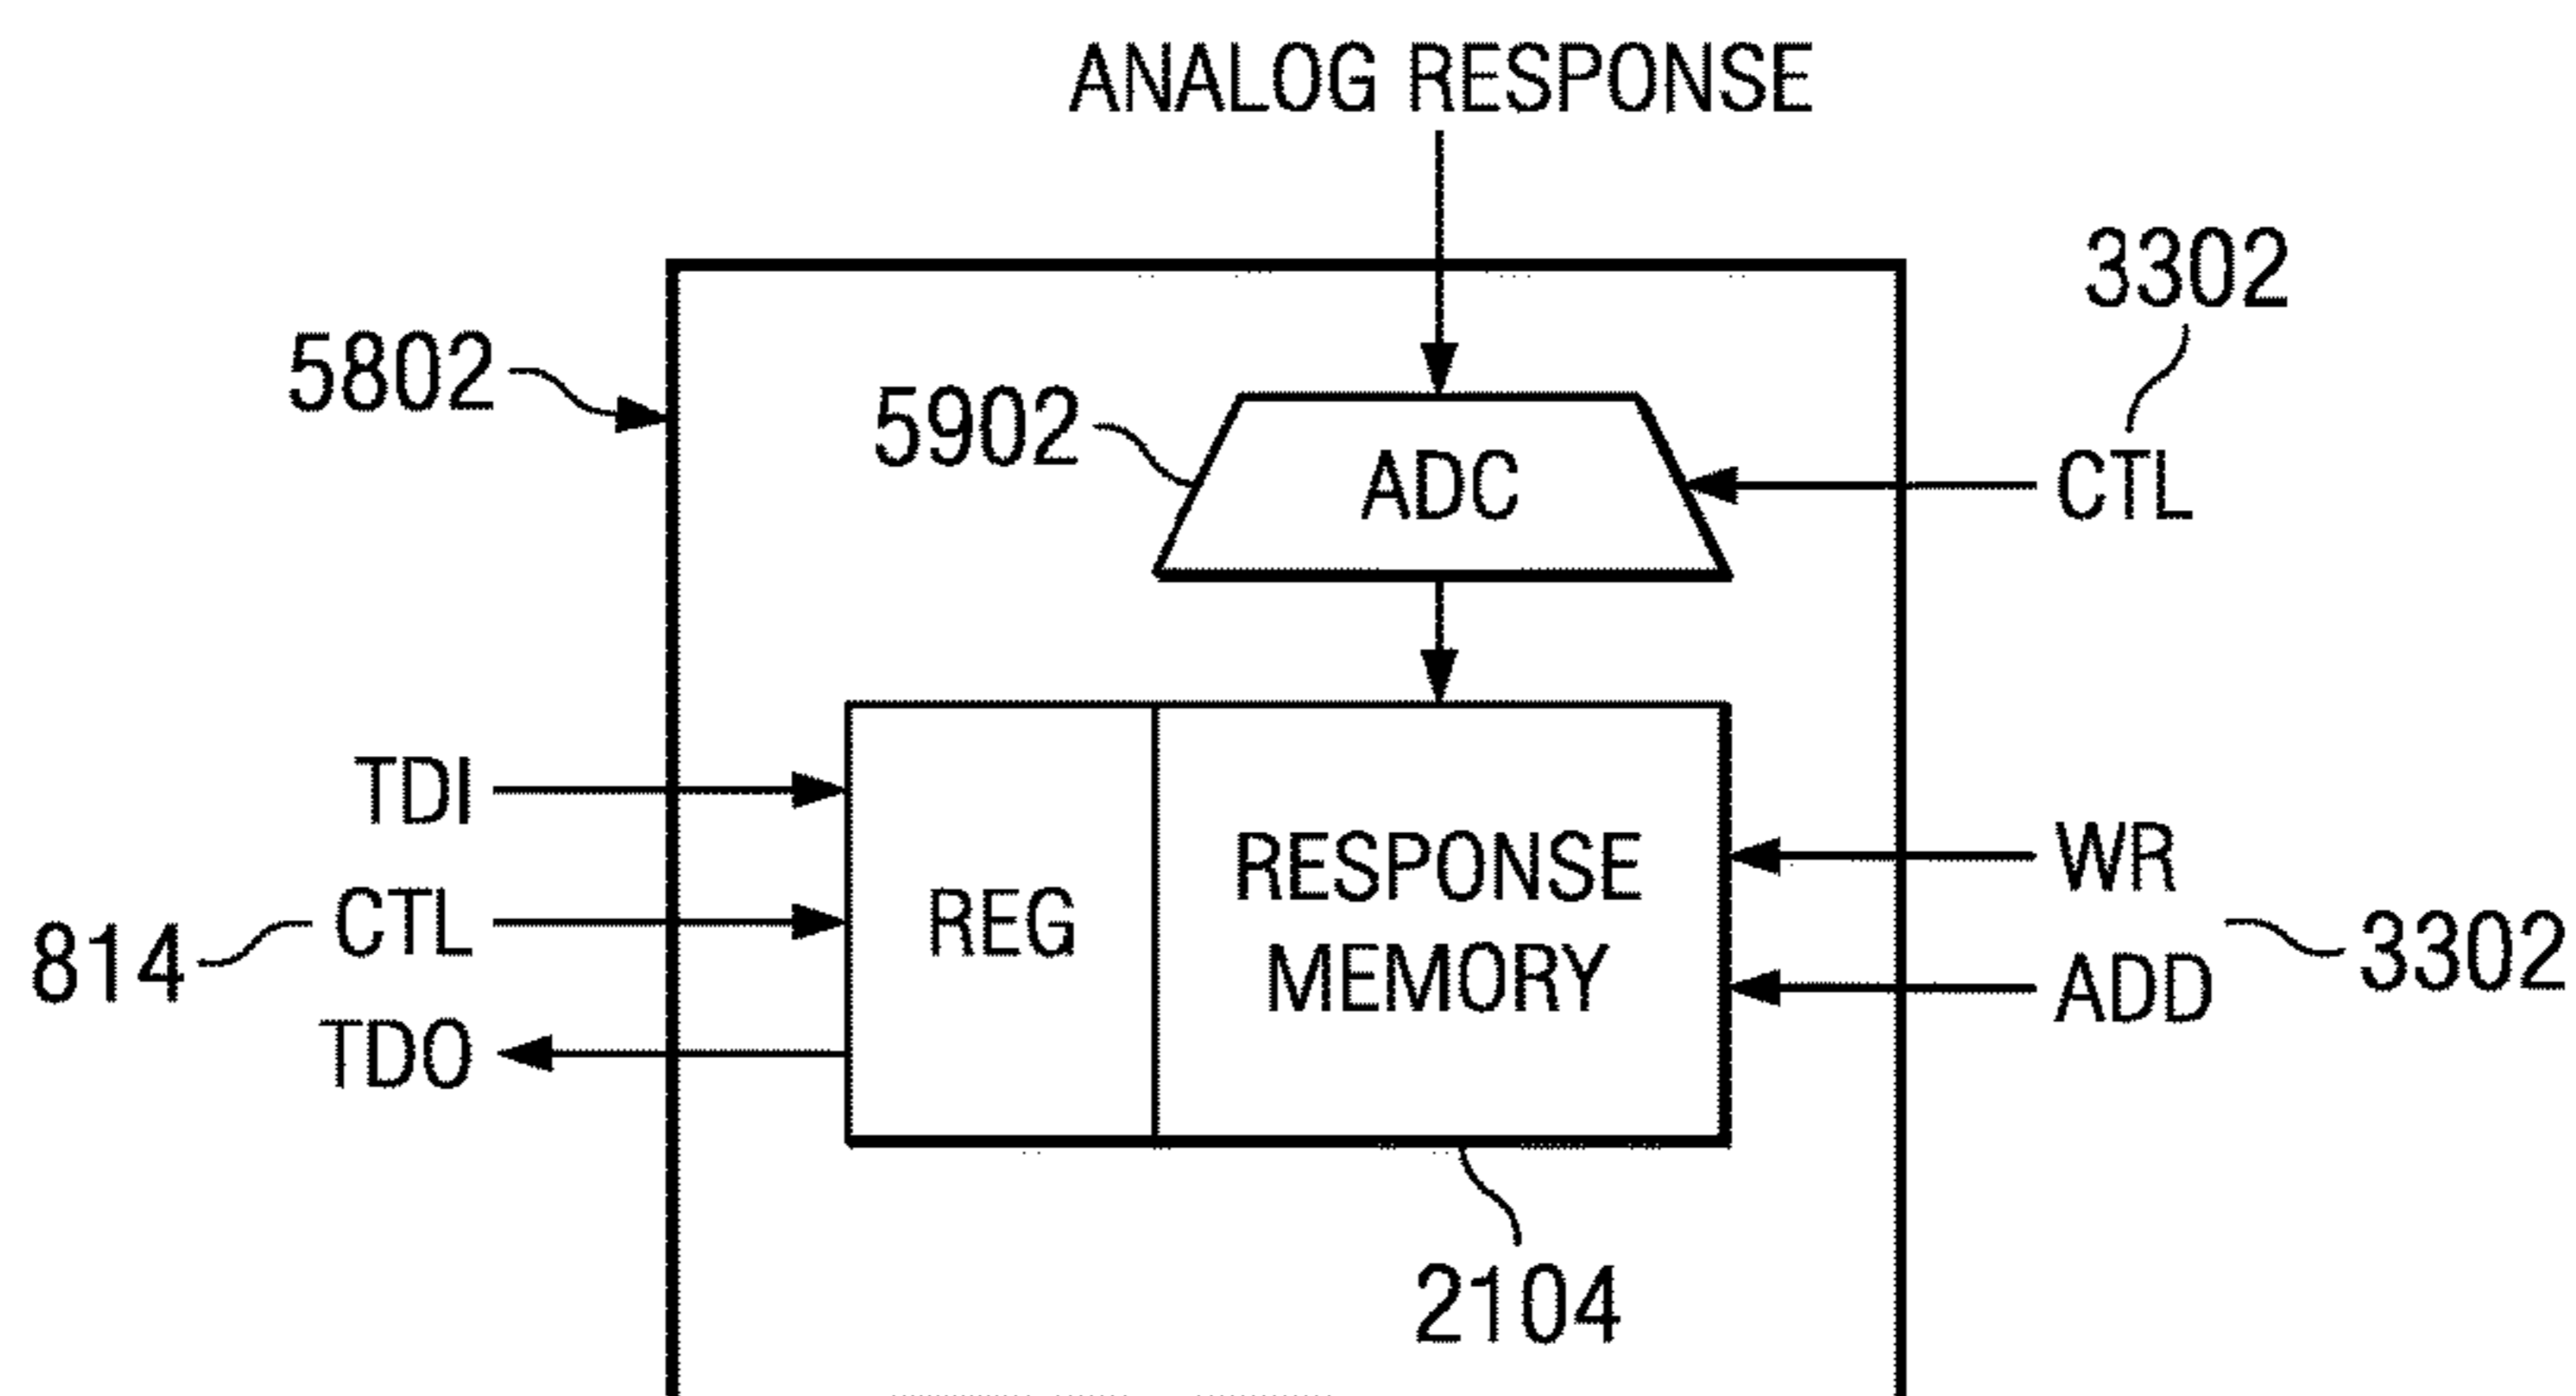 ANALOG RESPONSE
3302
5802
5902
ADC
CTL
TDI
CTL
814
TDO
REG
RESPONSE
MEMORY
WR
ADD
3302
2104